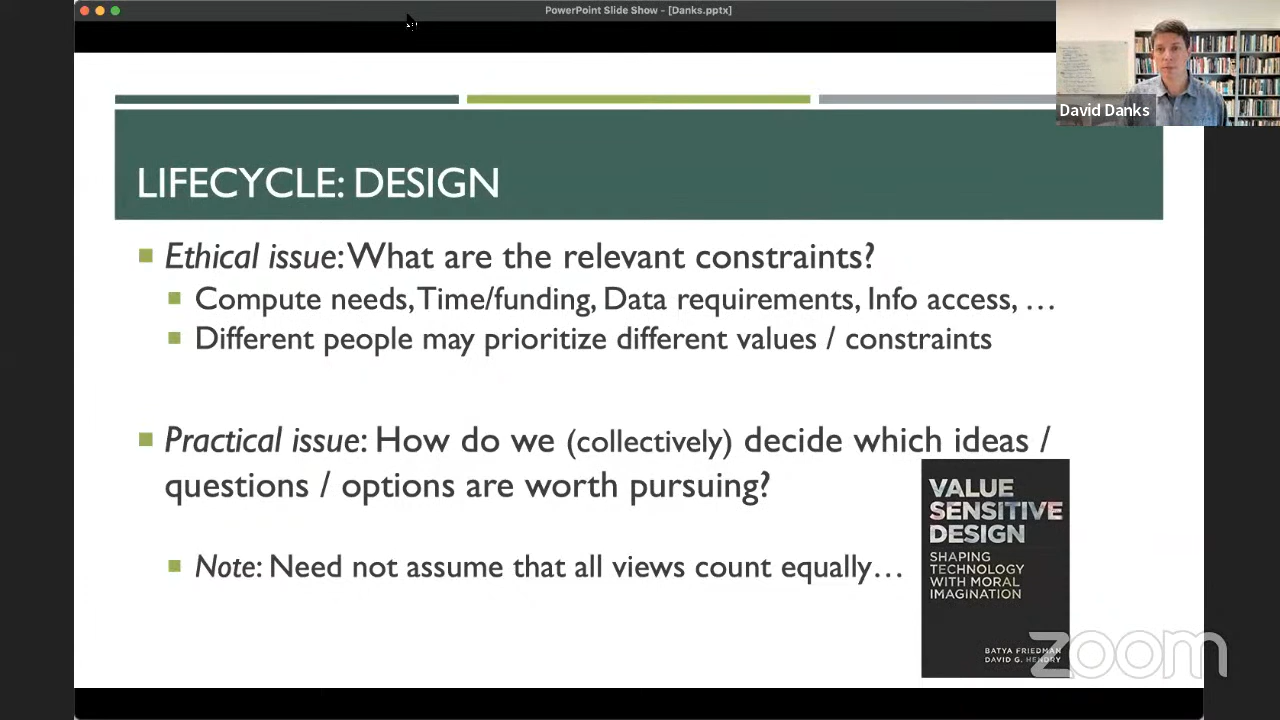 PowerPoint Slide Show - [Danks.pptx]
David Danks
LIFECYCLE: DESIGN
Ethical issue: What are the relevant constraints?
Compute needs, Time/funding, Data requirements, Info access, …
Different people may prioritize different values / constraints
Practical issue: How do we (collectively) decide which ideas /
questions / options are worth pursuing?
Note: Need not assume that all views count equally…
VALUE
SENSITIVE
DESIGN
SHAPING
TECHNOLOGY
WITH MORAL
IMAGINATION
BATYA FRIEDMAN
DAVID G. HENDRY
zoom